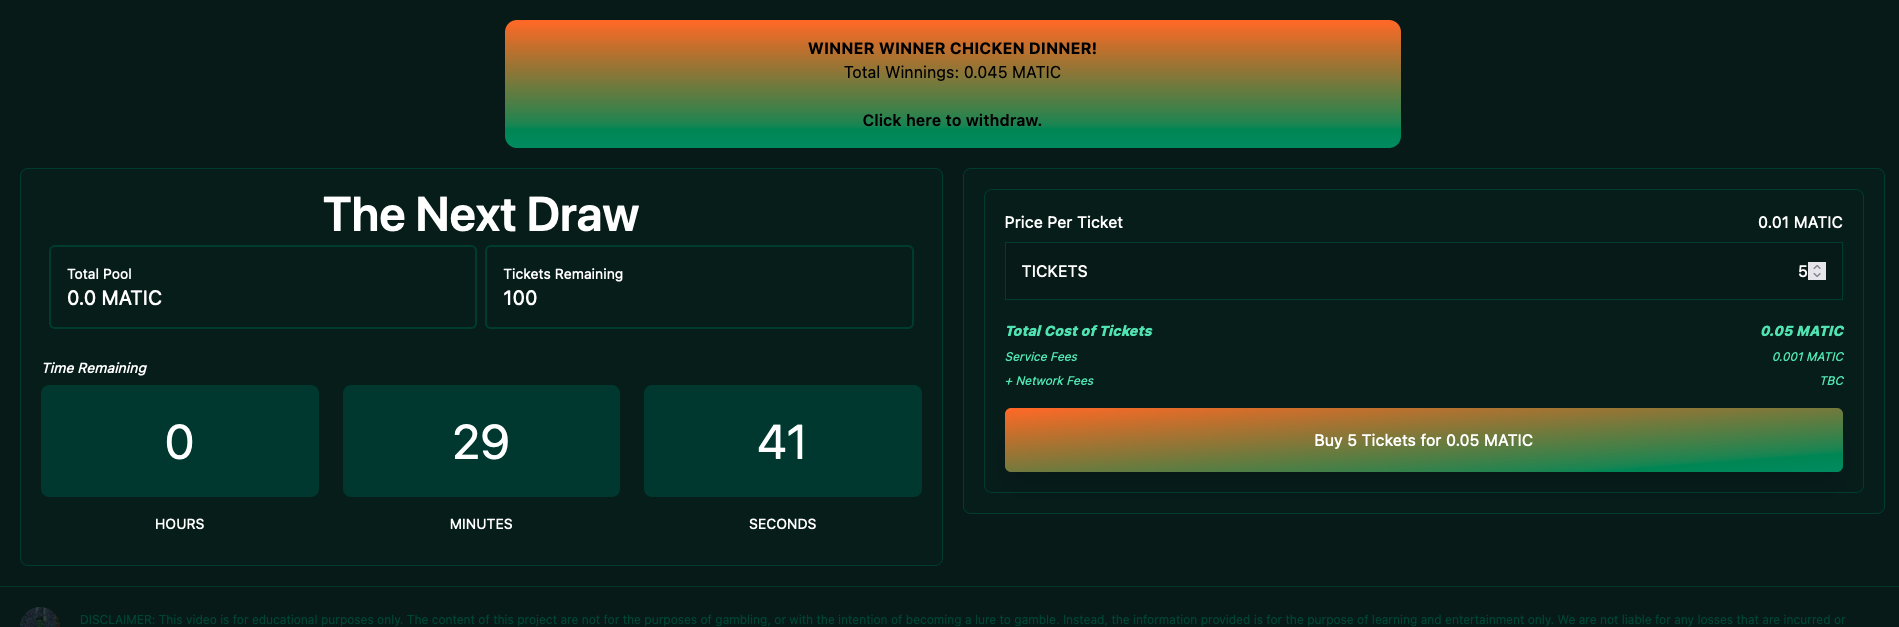 WINNER WINNER CHICKEN DINNER!
Total Winnings: 0.045 MATIC
Click here to withdraw.
The Next Draw
Total Pool
0.0 MATIC
Tickets Remaining
100
Time Remaining
0
29
41
HOURS
MINUTES
SECONDS
Price Per Ticket
0.01 MATIC
TICKETS
5
Total Cost of Tickets
0.05 MATIC
Service Fees
0.001 MATIC
+ Network Fees
TBC
Buy 5 Tickets for 0.05 MATIC
DISCLAIMER: This video is for educational purposes only. The content of this project are not for the purposes of gambling, or with the intention of becoming a lure to gamble. Instead, the information provided is for the purpose of learning and entertainment only. We are not liable for any losses that are incurred or